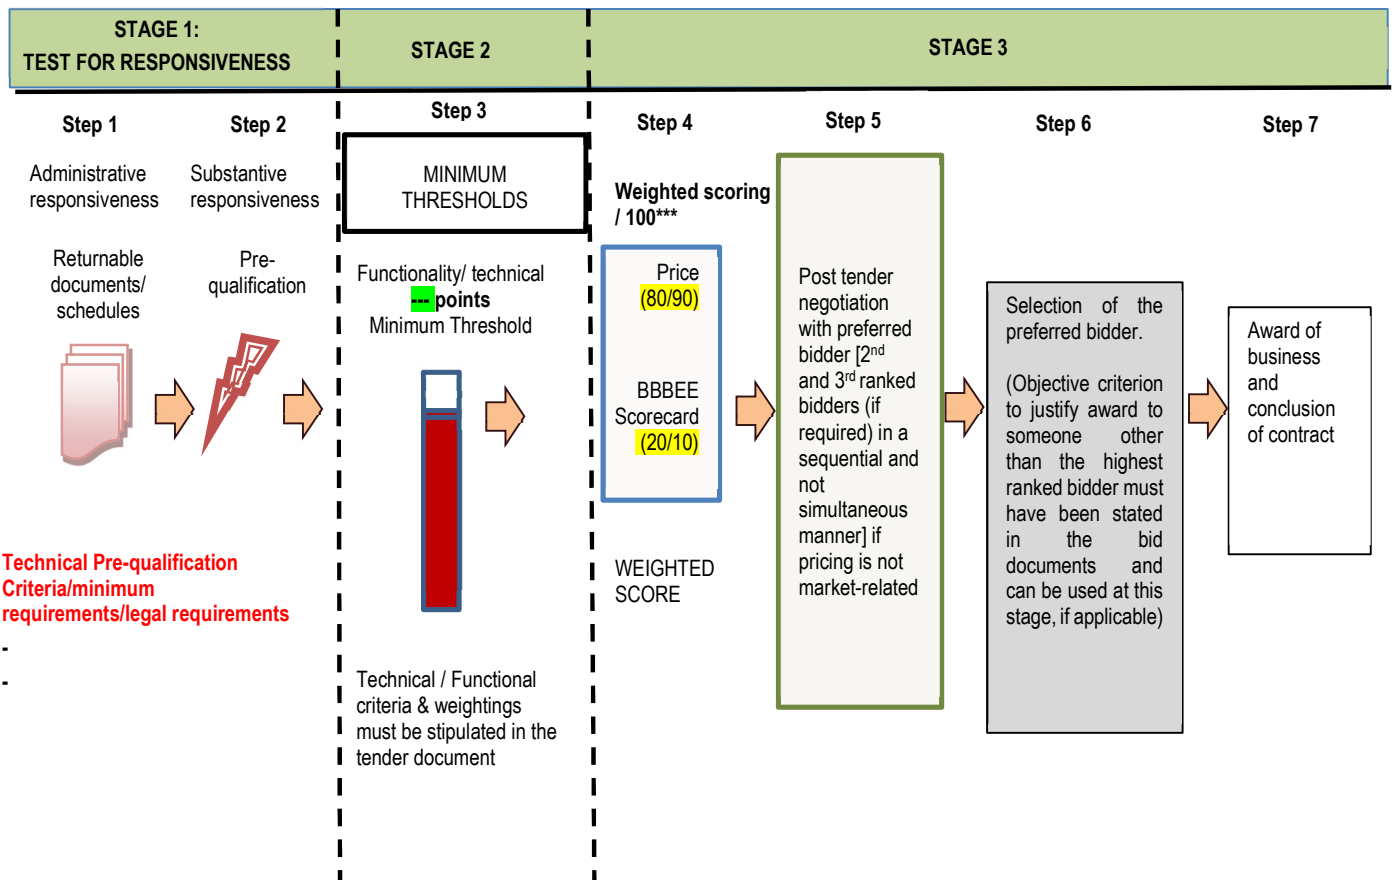 STAGE 1:
TEST FOR RESPONSIVENESS
STAGE 2
STAGE 3
Step 1
Administrative
responsiveness
Returnable
documents/
schedules
Step 2
Substantive
responsiveness
Pre-
qualification
Technical Pre-qualification
Criteria/minimum
requirements/legal requirements
-
-
Step 3
MINIMUM
THRESHOLDS
Functionality/ technical
--- points
Minimum Threshold
Technical / Functional
criteria & weightings
must be stipulated in the
tender document
Step 4
Weighted scoring
/ 100***
Price
(80/90)
BBBEE
Scorecard
(20/10)
WEIGHTED
SCORE
Step 5
Post tender
negotiation
with preferred
bidder [2nd
and 3rd ranked
bidders (if
required) in a
sequential and
not
simultaneous
manner] if
pricing is not
market-related
Step 6
Selection of the
preferred bidder.
(Objective criterion
to justify award to
someone other
than the highest
ranked bidder must
have been stated
in the bid
documents and
can be used at this
stage, if applicable)
Step 7
Award of
business
and
conclusion
of contract